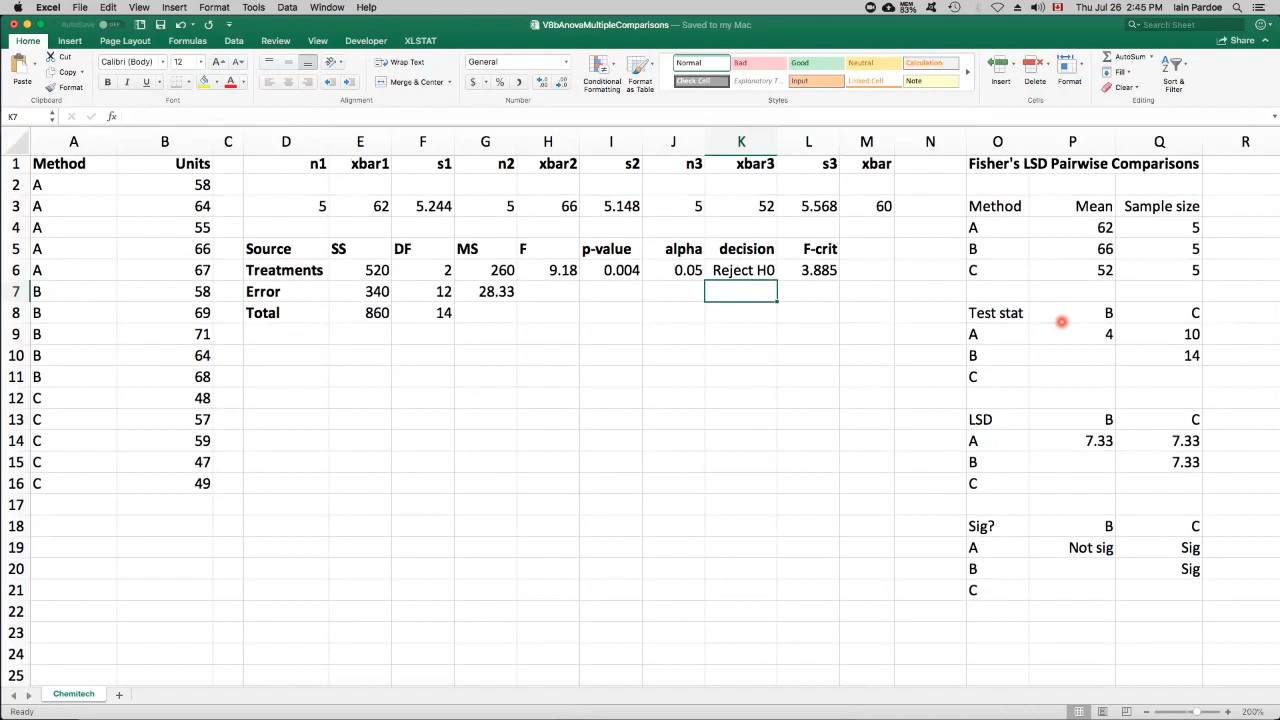 Excel File Edit View Insert Format Tools Data Window Help Thu Jul 26 2:45 PM Iain Pardoe
AutoSave OFF V8bAnovaMultipleComparisons — Saved to my Mac Search Sheet
Home Insert Page Layout Formulas Data Review View Developer XLSTAT Share
Paste Cut Copy Format Calibri (Body) 12 Wrap Text General Conditional Formatting Format as Table Normal Bad Good Neutral Calculation Insert Delete Format AutoSum Sort & Filter
B I U Merge & Center $ % Check Cell Explanatory T... Input Linked Cell Note Fill Clear
Clipboard Font Alignment Number Styles Cells Editing
K7 fx
A B C D E F G H I J K L M N O P Q R
1 Method Units n1 xbar1 s1 n2 xbar2 s2 n3 xbar3 s3 xbar Fisher's LSD Pairwise Comparisons
2 A 58
3 A 64 5 62 5.244 5 66 5.148 5 52 5.568 60 Method Mean Sample size
4 A 55 A 62 5
5 A 66 Source SS DF MS F p-value alpha decision F-crit B 66 5
6 A 67 Treatments 520 2 260 9.18 0.004 0.05 Reject H0 3.885 C 52 5
7 B 58 Error 340 12 28.33
8 B 69 Total 860 14 Test stat B C
9 B 71 A 4 10
10 B 64 B 14
11 B 68 C
12 C 48
13 C 57 LSD B C
14 C 59 A 7.33 7.33
15 C 47 B 7.33
16 C 49 C
17
18 Sig? B C
19 A Not sig Sig
20 B Sig
21 C
22
23
24
25
Chemitech +
Ready 200%